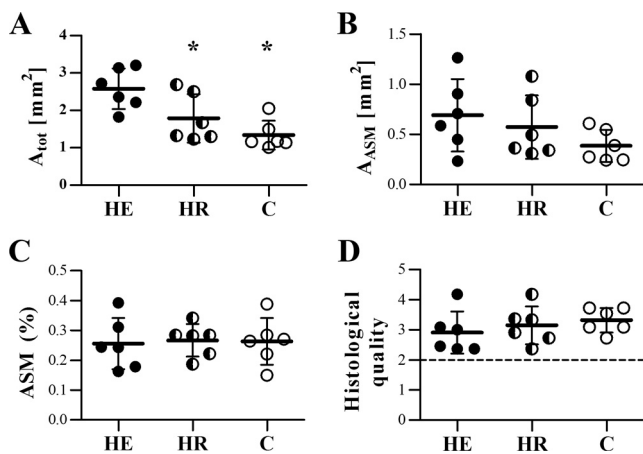 A
B
A_tot [mm²]
4
3
2
1
0
* *
HE HR C
A_ASM [mm²]
1.5
1.0
0.5
0.0
HE HR C
C
D
ASM (%)
0.5
0.4
0.3
0.2
0.1
0.0
HE HR C
Histological
quality
5
4
3
2
1
0
HE HR C